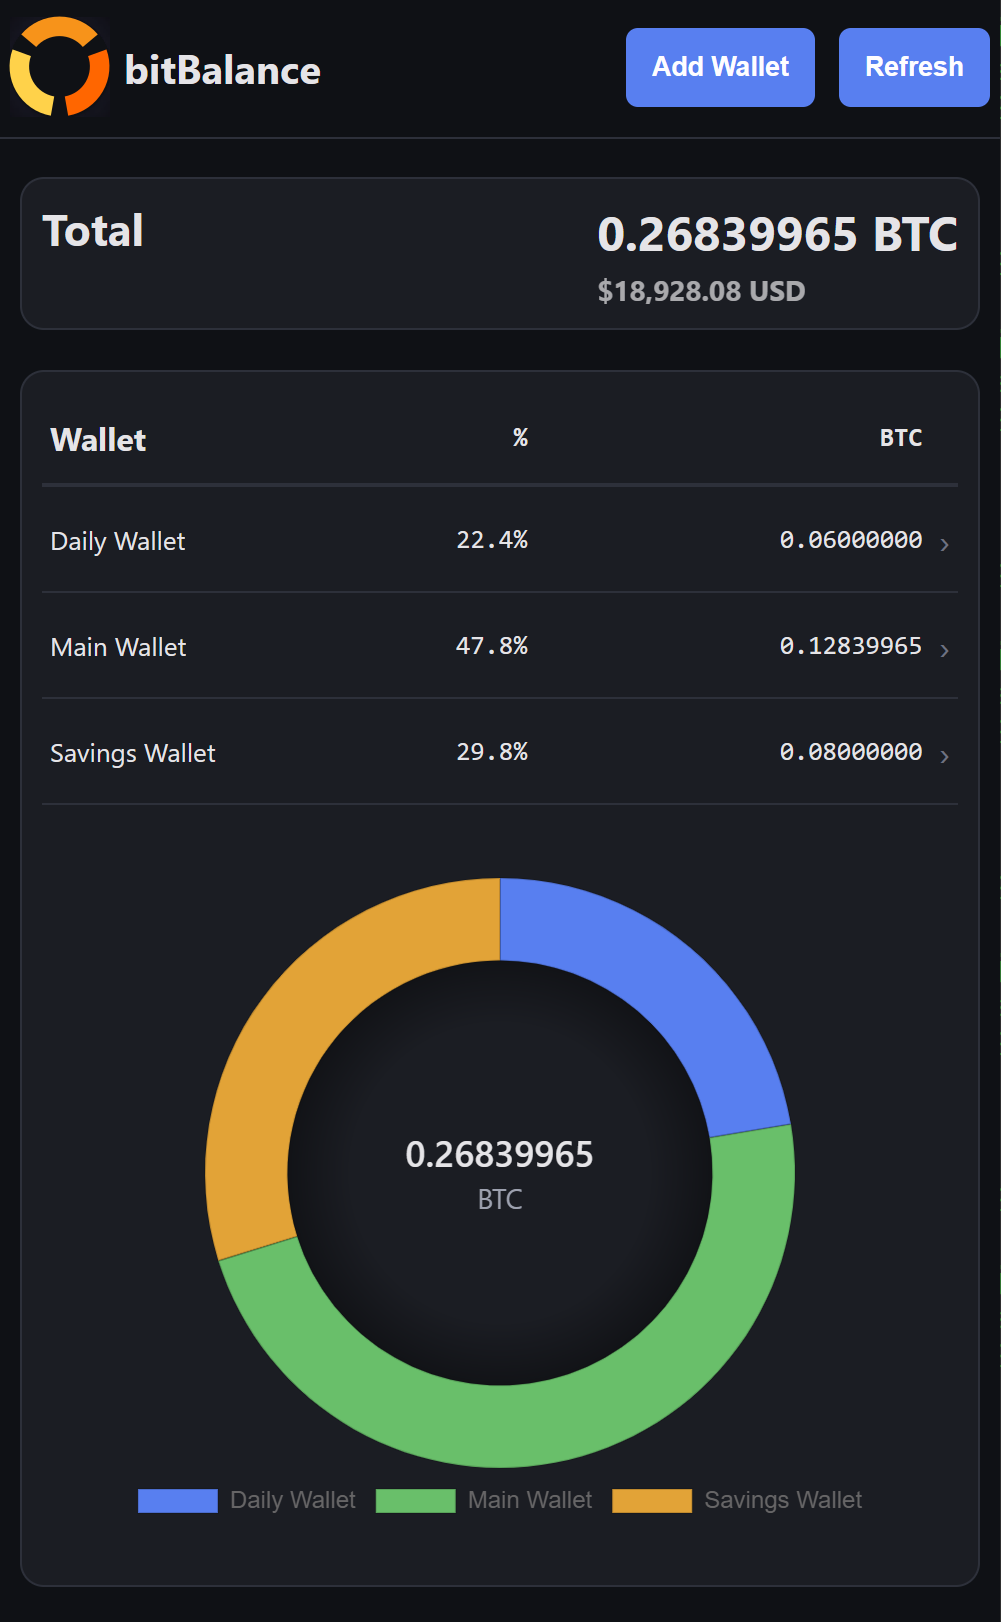 bitBalance Add Wallet Refresh
Total 0.26839965 BTC
$18,928.08 USD
Wallet % BTC
Daily Wallet 22.4% 0.06000000 ›
Main Wallet 47.8% 0.12839965 ›
Savings Wallet 29.8% 0.08000000 ›
0.26839965
BTC
Daily Wallet Main Wallet Savings Wallet